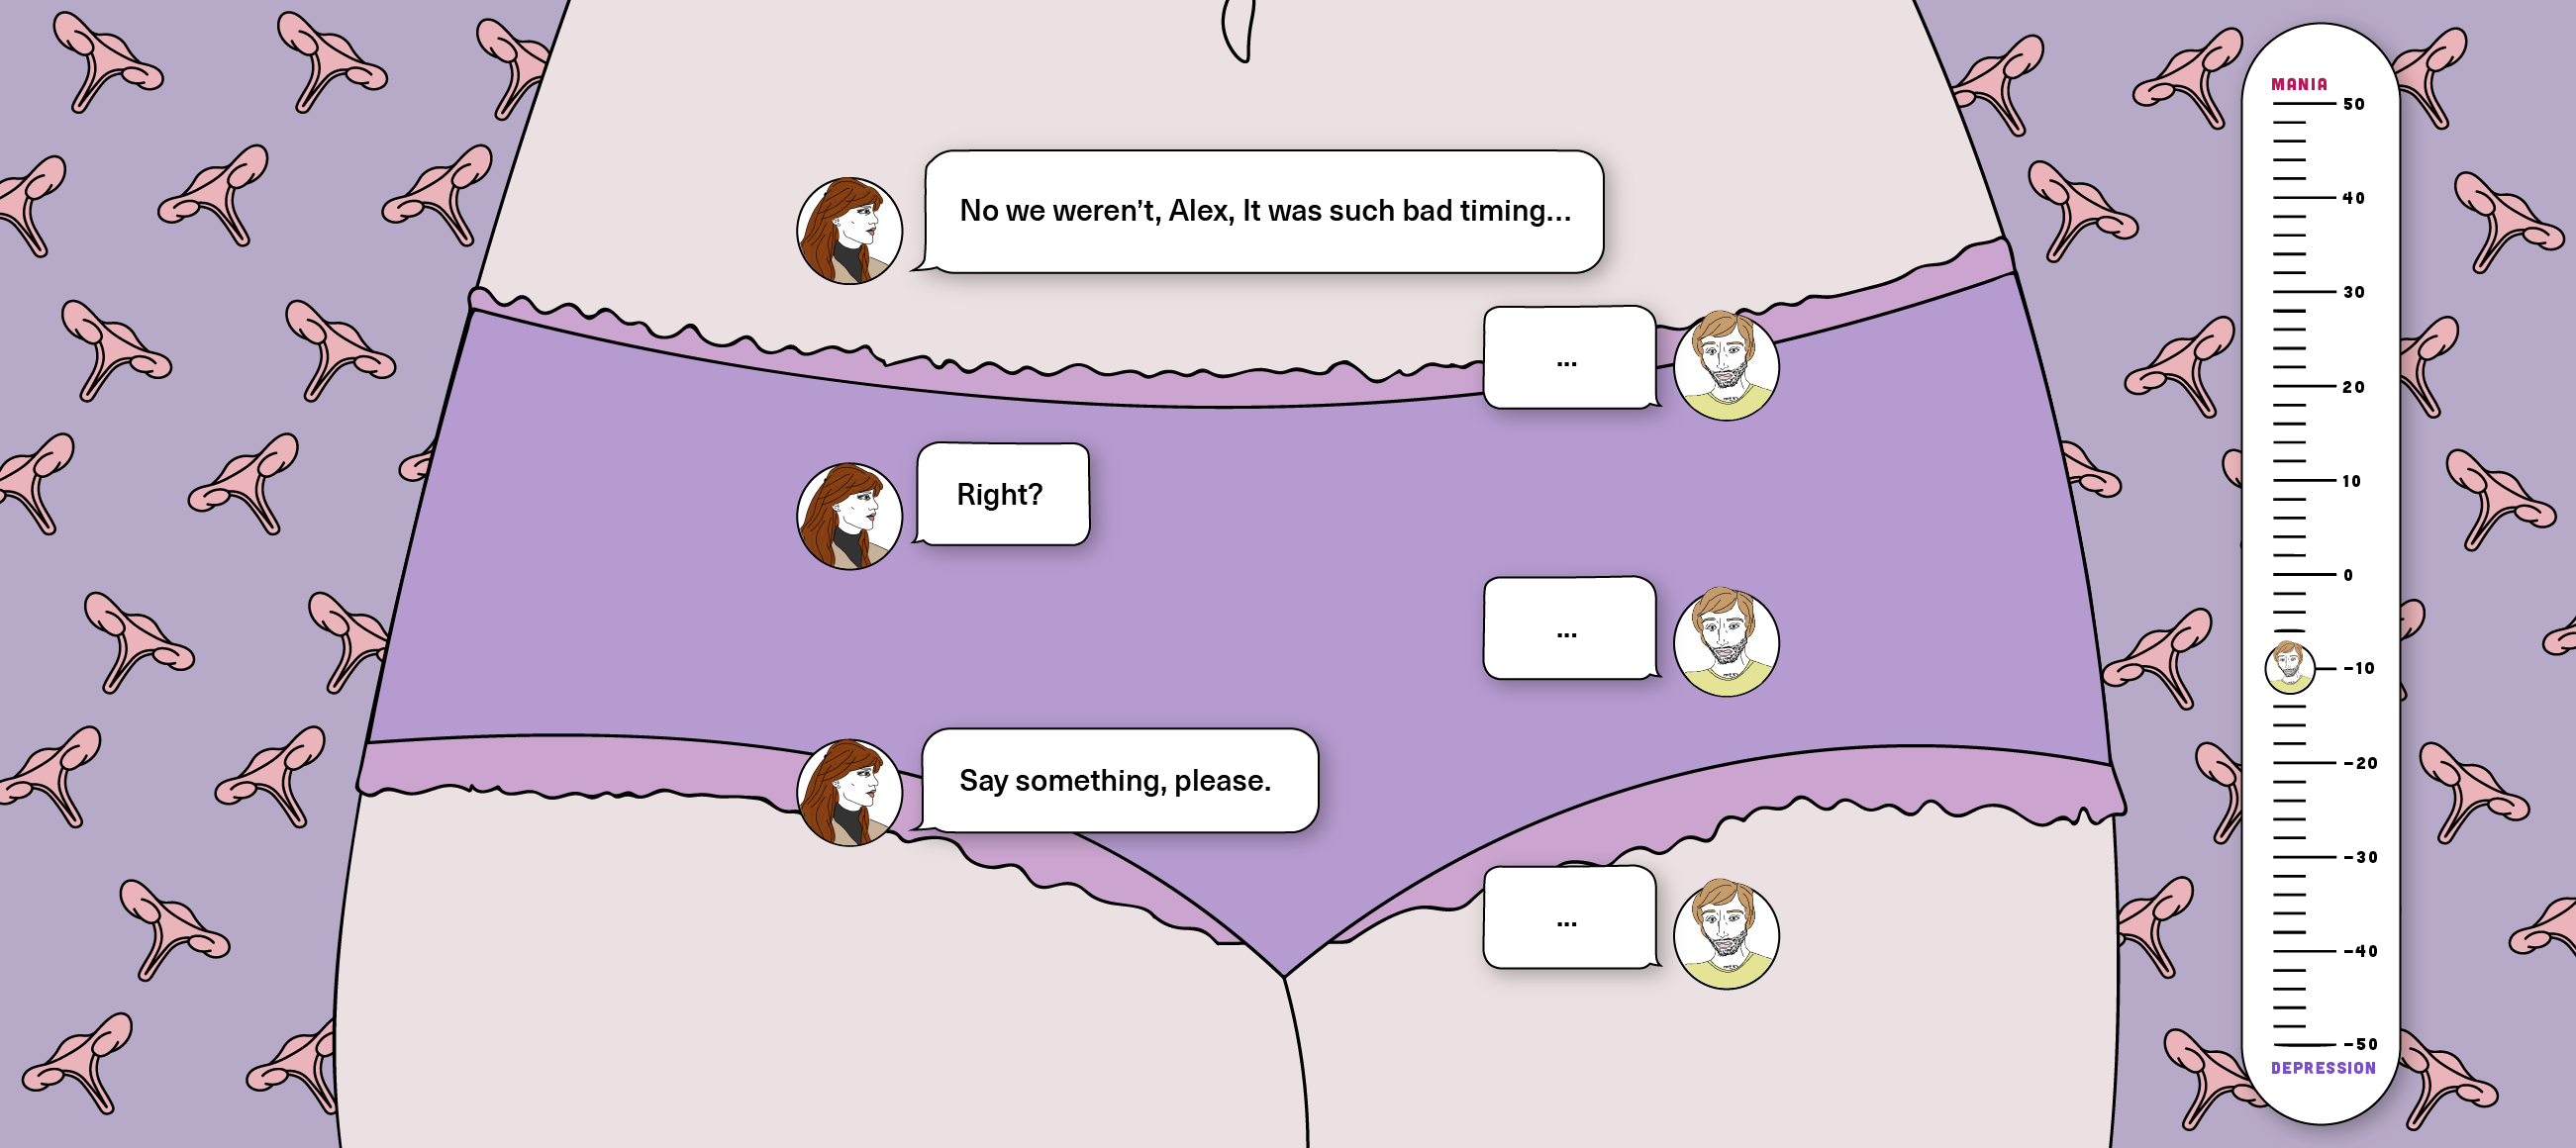 No we weren’t, Alex, It was such bad timing...
...
Right?
...
Say something, please.
...
MANIA
50
40
30
20
10
0
-10
-20
-30
-40
-50
DEPRESSION